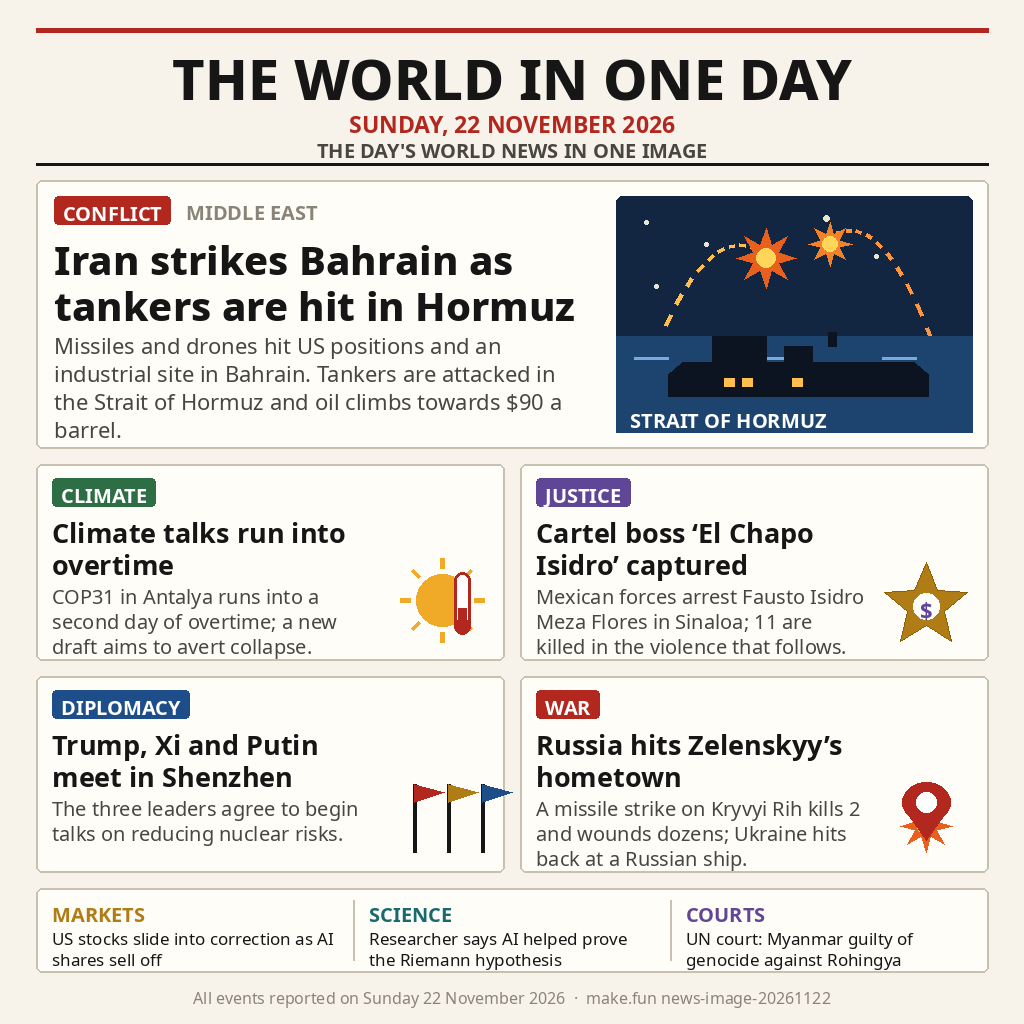 THE WORLD IN ONE DAY
SUNDAY, 22 NOVEMBER 2026
THE DAY'S WORLD NEWS IN ONE IMAGE
CONFLICT MIDDLE EAST
Iran strikes Bahrain as
tankers are hit in Hormuz
Missiles and drones hit US positions and an
industrial site in Bahrain. Tankers are attacked in
the Strait of Hormuz and oil climbs towards $90 a
barrel.
STRAIT OF HORMUZ
CLIMATE
Climate talks run into
overtime
COP31 in Antalya runs into a
second day of overtime; a new
draft aims to avert collapse.
JUSTICE
Cartel boss ‘El Chapo
Isidro’ captured
Mexican forces arrest Fausto Isidro
Meza Flores in Sinaloa; 11 are
killed in the violence that follows.
$
DIPLOMACY
Trump, Xi and Putin
meet in Shenzhen
The three leaders agree to begin
talks on reducing nuclear risks.
WAR
Russia hits Zelenskyy’s
hometown
A missile strike on Kryvyi Rih kills 2
and wounds dozens; Ukraine hits
back at a Russian ship.
MARKETS
US stocks slide into correction as AI
shares sell off
SCIENCE
Researcher says AI helped prove
the Riemann hypothesis
COURTS
UN court: Myanmar guilty of
genocide against Rohingya
All events reported on Sunday 22 November 2026 · make.fun news-image-20261122